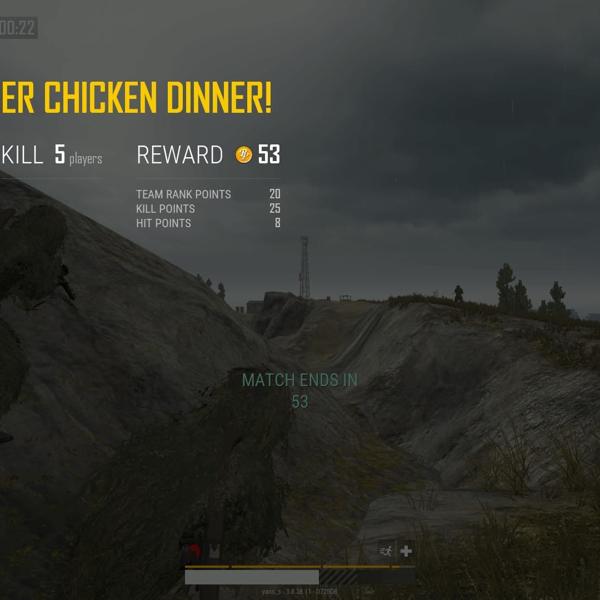 00:22
ER CHICKEN DINNER!
KILL 5 players REWARD 53
TEAM RANK POINTS 20
KILL POINTS 25
HIT POINTS 8
MATCH ENDS IN
53